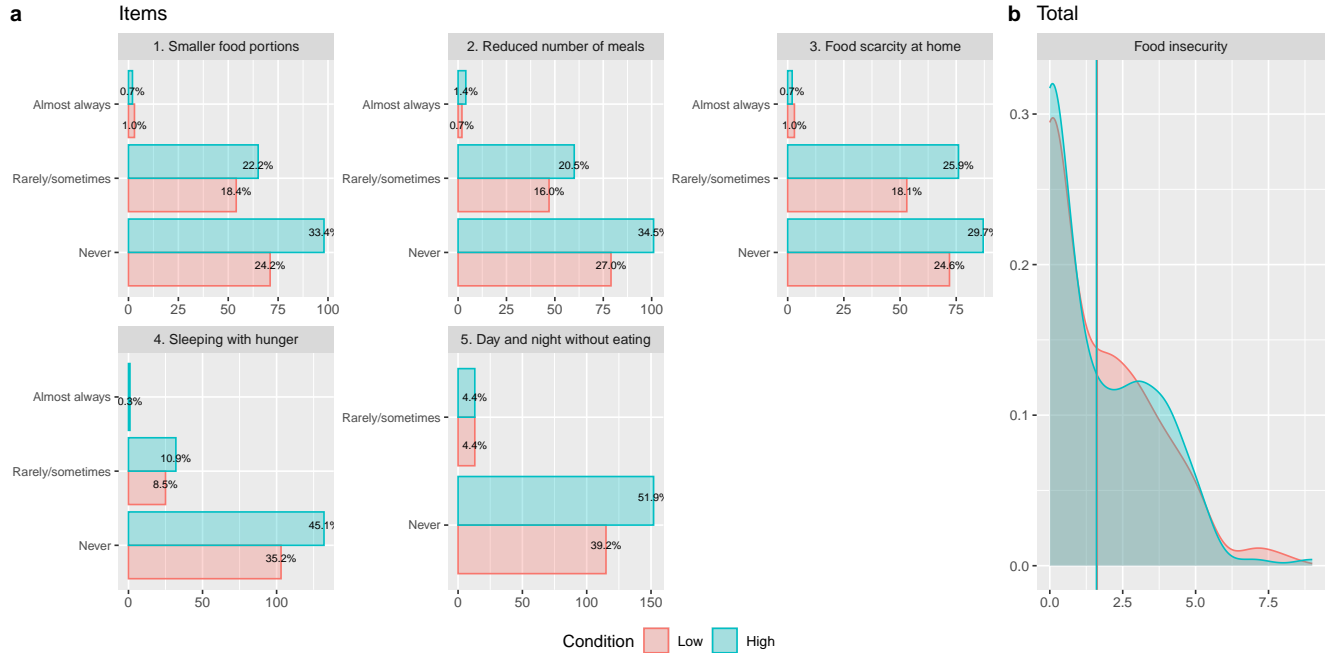 a Items
b Total
1. Smaller food portions
2. Reduced number of meals
3. Food scarcity at home
Food insecurity
Almost always
0.7%
1.0%
Rarely/sometimes
22.2%
18.4%
Never
33.4%
24.2%
0 25 50 75 100
Almost always
1.4%
0.7%
Rarely/sometimes
20.5%
16.0%
Never
34.5%
27.0%
0 25 50 75 100
Almost always
0.7%
1.0%
Rarely/sometimes
25.9%
18.1%
Never
29.7%
24.6%
0 25 50 75
4. Sleeping with hunger
5. Day and night without eating
Almost always
0.3%
Rarely/sometimes
10.9%
8.5%
Never
45.1%
35.2%
0 50 100
Rarely/sometimes
4.4%
4.4%
Never
51.9%
39.2%
0 50 100 150
0.3
0.2
0.1
0.0
0.0 2.5 5.0 7.5
Condition Low High